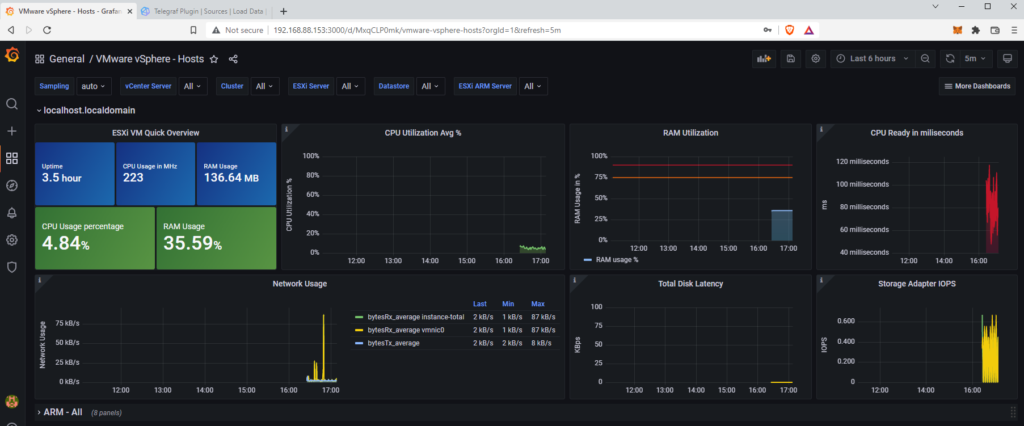 VMware vSphere - Hosts - Grafan
Telegraf Plugin | Sources | Load Data |
Not secure | 192.168.88.153:3000/d/MxqCLP0mk/vmware-vsphere-hosts?orgId=1&refresh=5m
General / VMware vSphere - Hosts
Last 6 hours
5m
Sampling auto vCenter Server All Cluster All ESXi Server All Datastore All ESXi ARM Server All
More Dashboards
localhost.localdomain
ESXi VM Quick Overview
Uptime
3.5 hour
CPU Usage in MHz
223
RAM Usage
136.64 MB
CPU Usage percentage
4.84%
RAM Usage
35.59%
CPU Utilization Avg %
CPU Utilization %
100%
80%
60%
40%
20%
0%
12:00 13:00 14:00 15:00 16:00 17:00
RAM Utilization
RAM Usage in %
100%
75%
50%
25%
0%
12:00 13:00 14:00 15:00 16:00 17:00
RAM usage %
CPU Ready in miliseconds
ms
120 milliseconds
100 milliseconds
80 milliseconds
60 milliseconds
40 milliseconds
12:00 14:00 16:00
Network Usage
Network Usage
75 kB/s
50 kB/s
25 kB/s
0 kB/s
12:00 13:00 14:00 15:00 16:00 17:00
Last Min Max
bytesRx_average instance-total 2 kB/s 1 kB/s 87 kB/s
bytesRx_average vmnic0 2 kB/s 1 kB/s 87 kB/s
bytesTx_average 2 kB/s 2 kB/s 8 kB/s
Total Disk Latency
KBps
100
75
50
25
0
12:00 13:00 14:00 15:00 16:00 17:00
Storage Adapter IOPS
IOPS
0.600
0.400
0.200
0
12:00 14:00 16:00
ARM - All (8 panels)